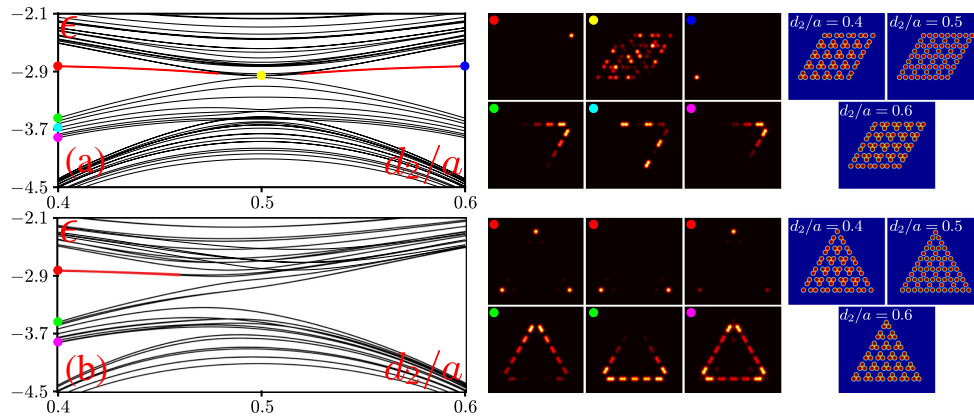 −2.1
ϵ
−2.9
−3.7
(a)
d₂/a
−4.5
0.4
0.5
0.6
d₂/a = 0.4
d₂/a = 0.5
d₂/a = 0.6
−2.1
ϵ
−2.9
−3.7
(b)
d₂/a
−4.5
0.4
0.5
0.6
d₂/a = 0.4
d₂/a = 0.5
d₂/a = 0.6